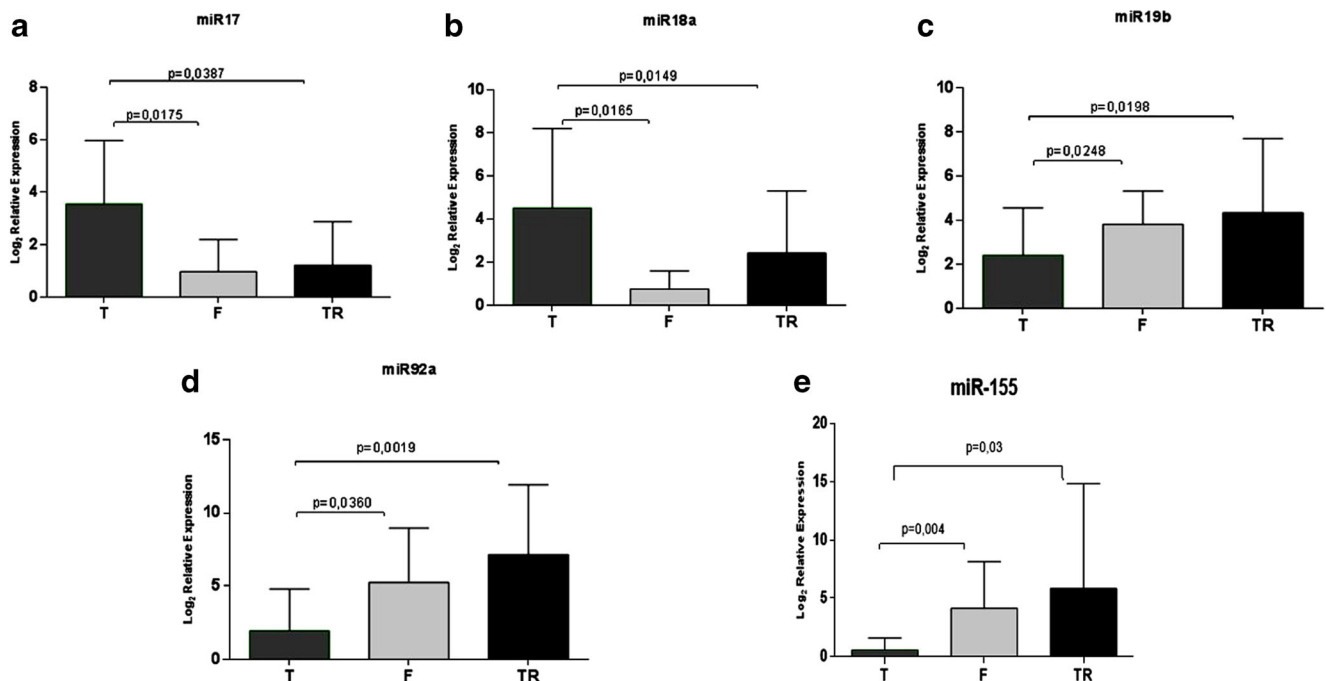 a
miR17
Log₂ Relative Expression
8
6
4
2
0
p=0,0387
p=0,0175
T F TR
b
miR18a
Log₂ Relative Expression
10
8
6
4
2
0
p=0,0149
p=0,0165
T F TR
c
miR19b
Log₂ Relative Expression
10
8
6
4
2
0
p=0,0198
p=0,0248
T F TR
d
miR92a
Log₂ Relative Expression
15
10
5
0
p=0,0019
p=0,0360
T F TR
e
miR-155
Log₂ Relative Expression
20
15
10
5
0
p=0,03
p=0,004
T F TR